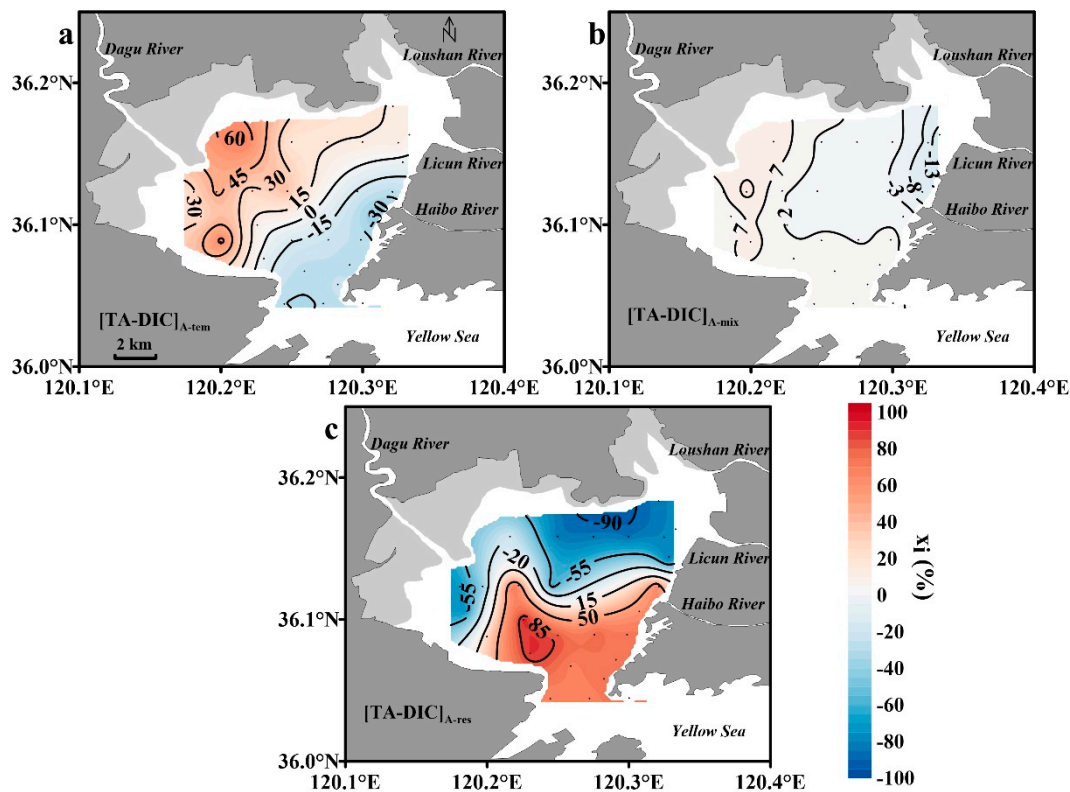 a
N
Dagu River
Loushan River
36.2°N
60
45
30
30
15
0
-15
-30
Licun River
Haibo River
36.1°N
[TA-DIC]A-tem
2 km
Yellow Sea
36.0°N
120.1°E 120.2°E 120.3°E 120.4°E
b
Dagu River
Loushan River
36.2°N
7
7
2
-3
-8
-13
Licun River
Haibo River
36.1°N
[TA-DIC]A-mix
Yellow Sea
36.0°N
120.1°E 120.2°E 120.3°E 120.4°E
c
Dagu River
Loushan River
36.2°N
-90
-20
-55
-55
15
50
85
Licun River
Haibo River
36.1°N
[TA-DIC]A-res
Yellow Sea
36.0°N
120.1°E 120.2°E 120.3°E 120.4°E
100
80
60
40
20
0
-20
-40
-60
-80
-100
xi (%)